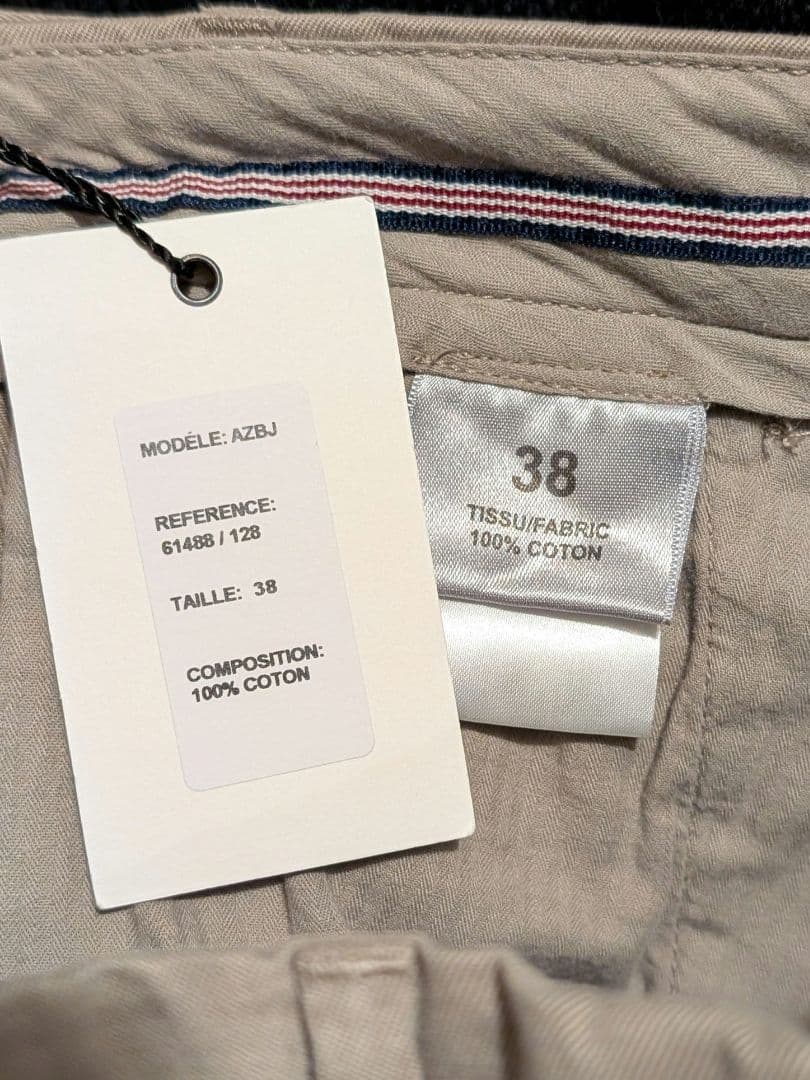 MODÉLE: AZBJ
REFERENCE:
61488 / 128
TAILLE: 38
COMPOSITION:
100% COTON
38
TISSU/FABRIC
100% COTON